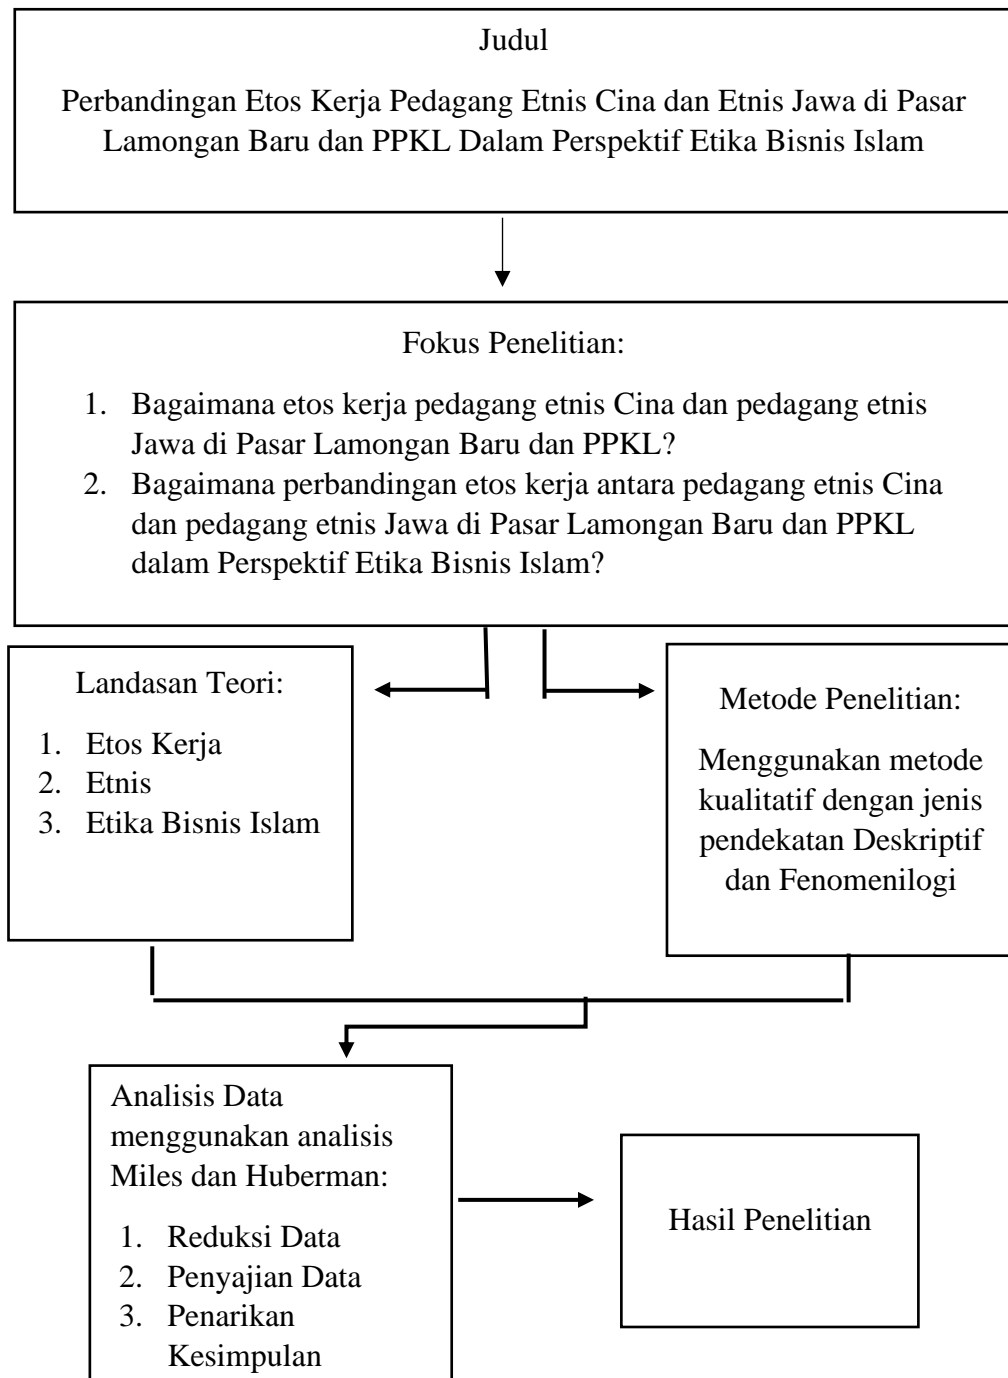 Judul
Perbandingan Etos Kerja Pedagang Etnis Cina dan Etnis Jawa di Pasar
Lamongan Baru dan PPKL Dalam Perspektif Etika Bisnis Islam
Fokus Penelitian:
1. Bagaimana etos kerja pedagang etnis Cina dan pedagang etnis
Jawa di Pasar Lamongan Baru dan PPKL?
2. Bagaimana perbandingan etos kerja antara pedagang etnis Cina
dan pedagang etnis Jawa di Pasar Lamongan Baru dan PPKL
dalam Perspektif Etika Bisnis Islam?
Landasan Teori:
1. Etos Kerja
2. Etnis
3. Etika Bisnis Islam
Metode Penelitian:
Menggunakan metode
kualitatif dengan jenis
pendekatan Deskriptif
dan Fenomenilogi
Analisis Data
menggunakan analisis
Miles dan Huberman:
1. Reduksi Data
2. Penyajian Data
3. Penarikan
Kesimpulan
Hasil Penelitian